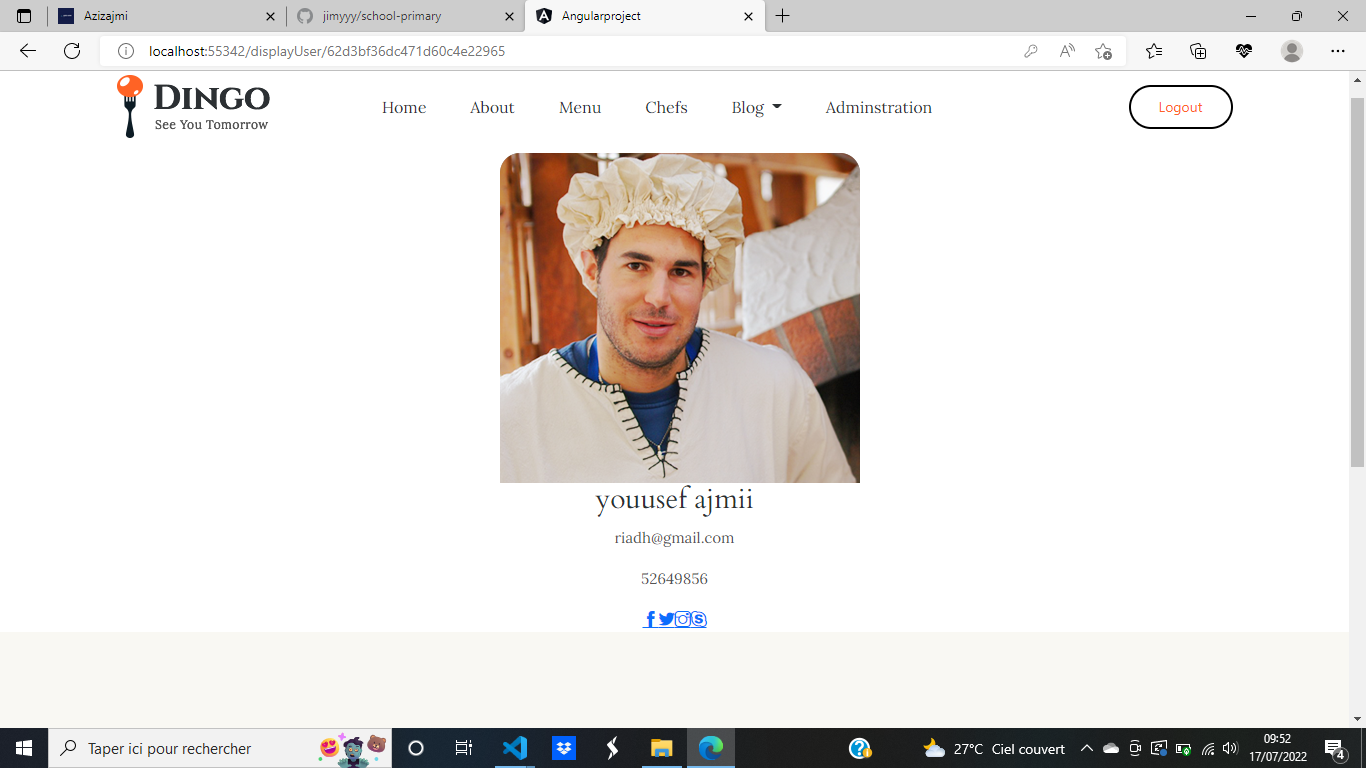 Azizajmi
jimyyy/school-primary
Angularproject
localhost:55342/displayUser/62d3bf36dc471d60c4e22965
DINGO
See You Tomorrow
Home
About
Menu
Chefs
Blog
Adminstration
Logout
youusef ajmii
riadh@gmail.com
52649856
Taper ici pour rechercher
27°C Ciel couvert
09:52
17/07/2022
4